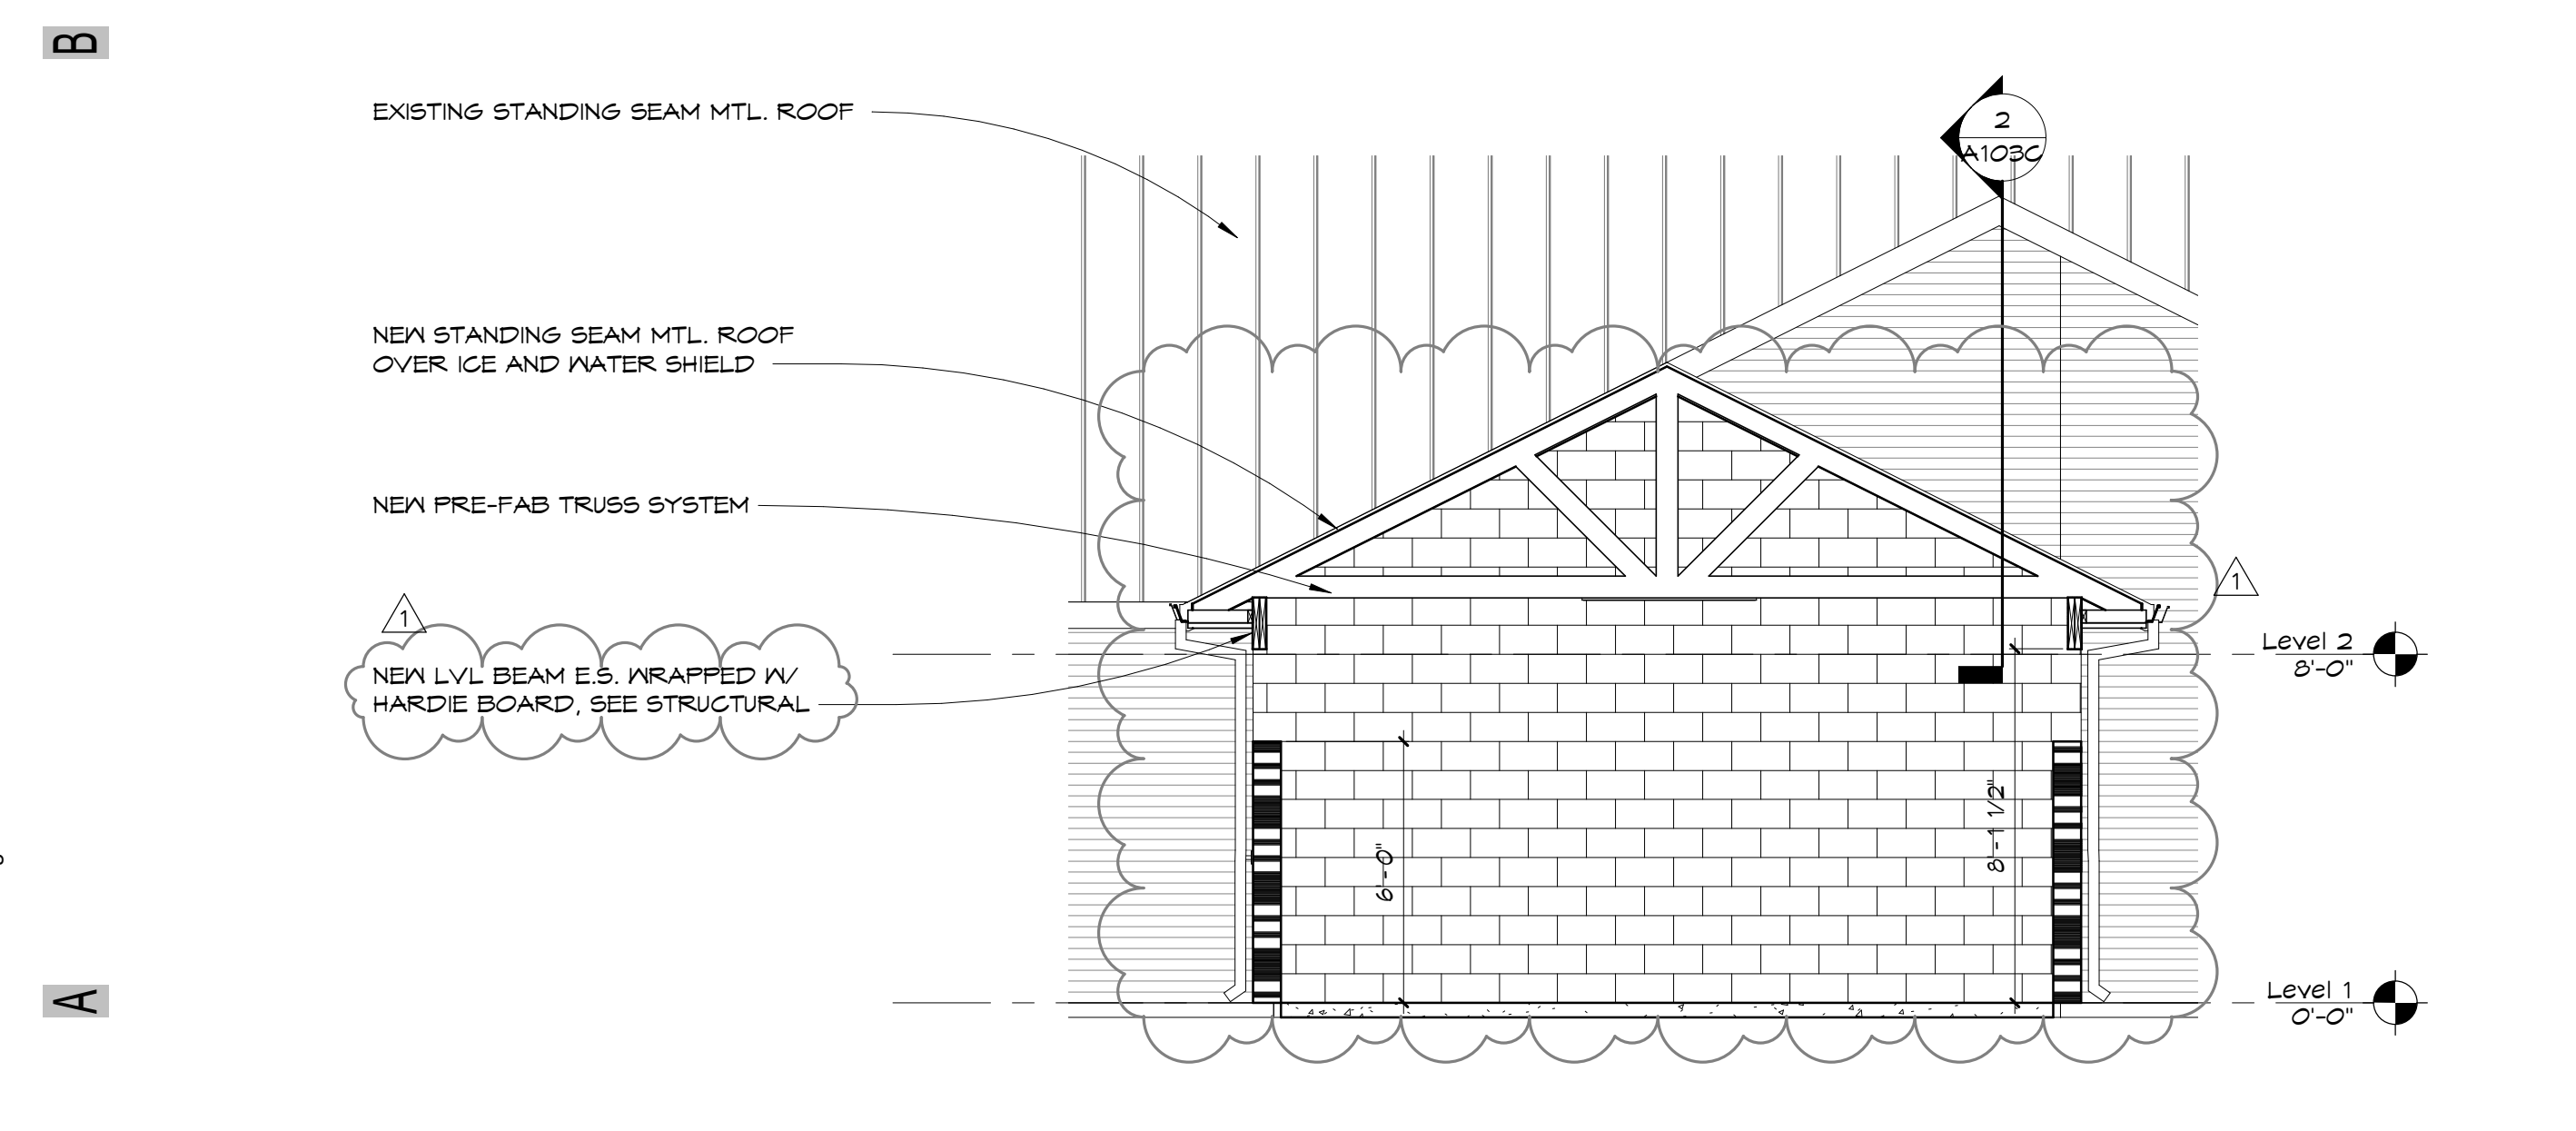 B
EXISTING STANDING SEAM MTL. ROOF
2
A103C
NEW STANDING SEAM MTL. ROOF
OVER ICE AND WATER SHIELD
NEW PRE-FAB TRUSS SYSTEM
1
1
NEW LVL BEAM E.S. WRAPPED W/
HARDIE BOARD, SEE STRUCTURAL
Level 2
8'-0"
6'-0"
8'-1 1/2"
Level 1
0'-0"
A